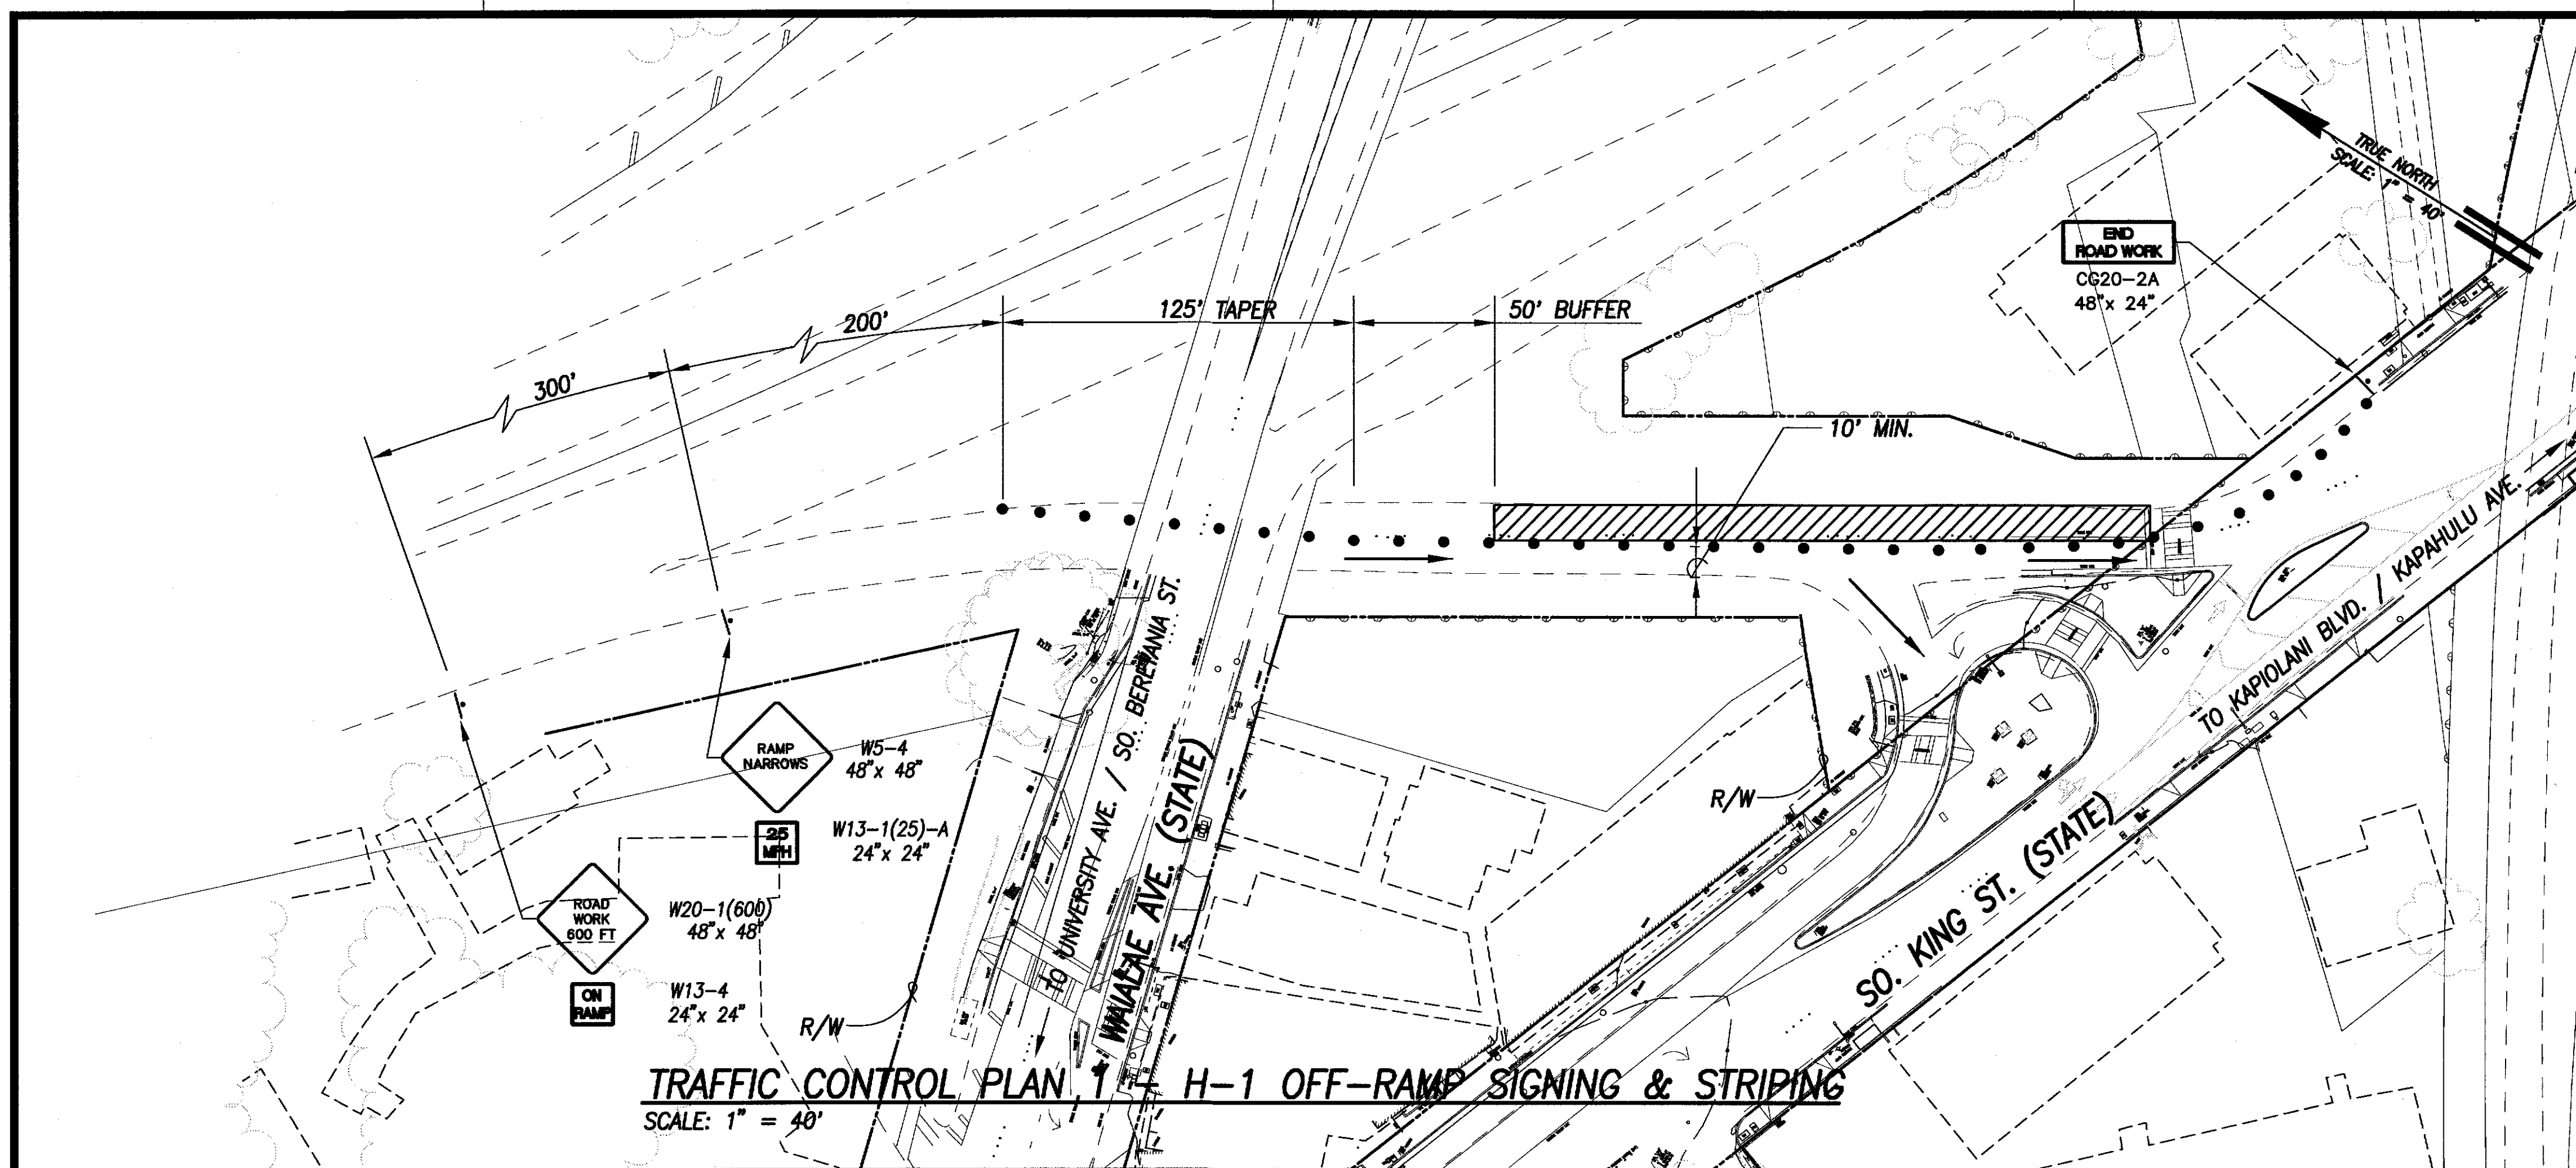 TRUE NORTH
SCALE: 1" = 40'
END
ROAD WORK
CG20-2A
48"x 24"
300'
200'
125' TAPER
50' BUFFER
10' MIN.
RAMP
NARROWS
W5-4
48"x 48"
25
MPH
W13-1(25)-A
24"x 24"
ROAD
WORK
600 FT
W20-1(600)
48"x 48"
ON
RAMP
W13-4
24"x 24"
R/W
TO UNIVERSITY AVE. / SO. BERETANIA ST.
WAIALAE AVE. (STATE)
R/W
SO. KING ST. (STATE)
TO KAPIOLANI BLVD. / KAPAHULU AVE.
TRAFFIC CONTROL PLAN 1 - H-1 OFF-RAMP SIGNING & STRIPING
SCALE: 1" = 40'